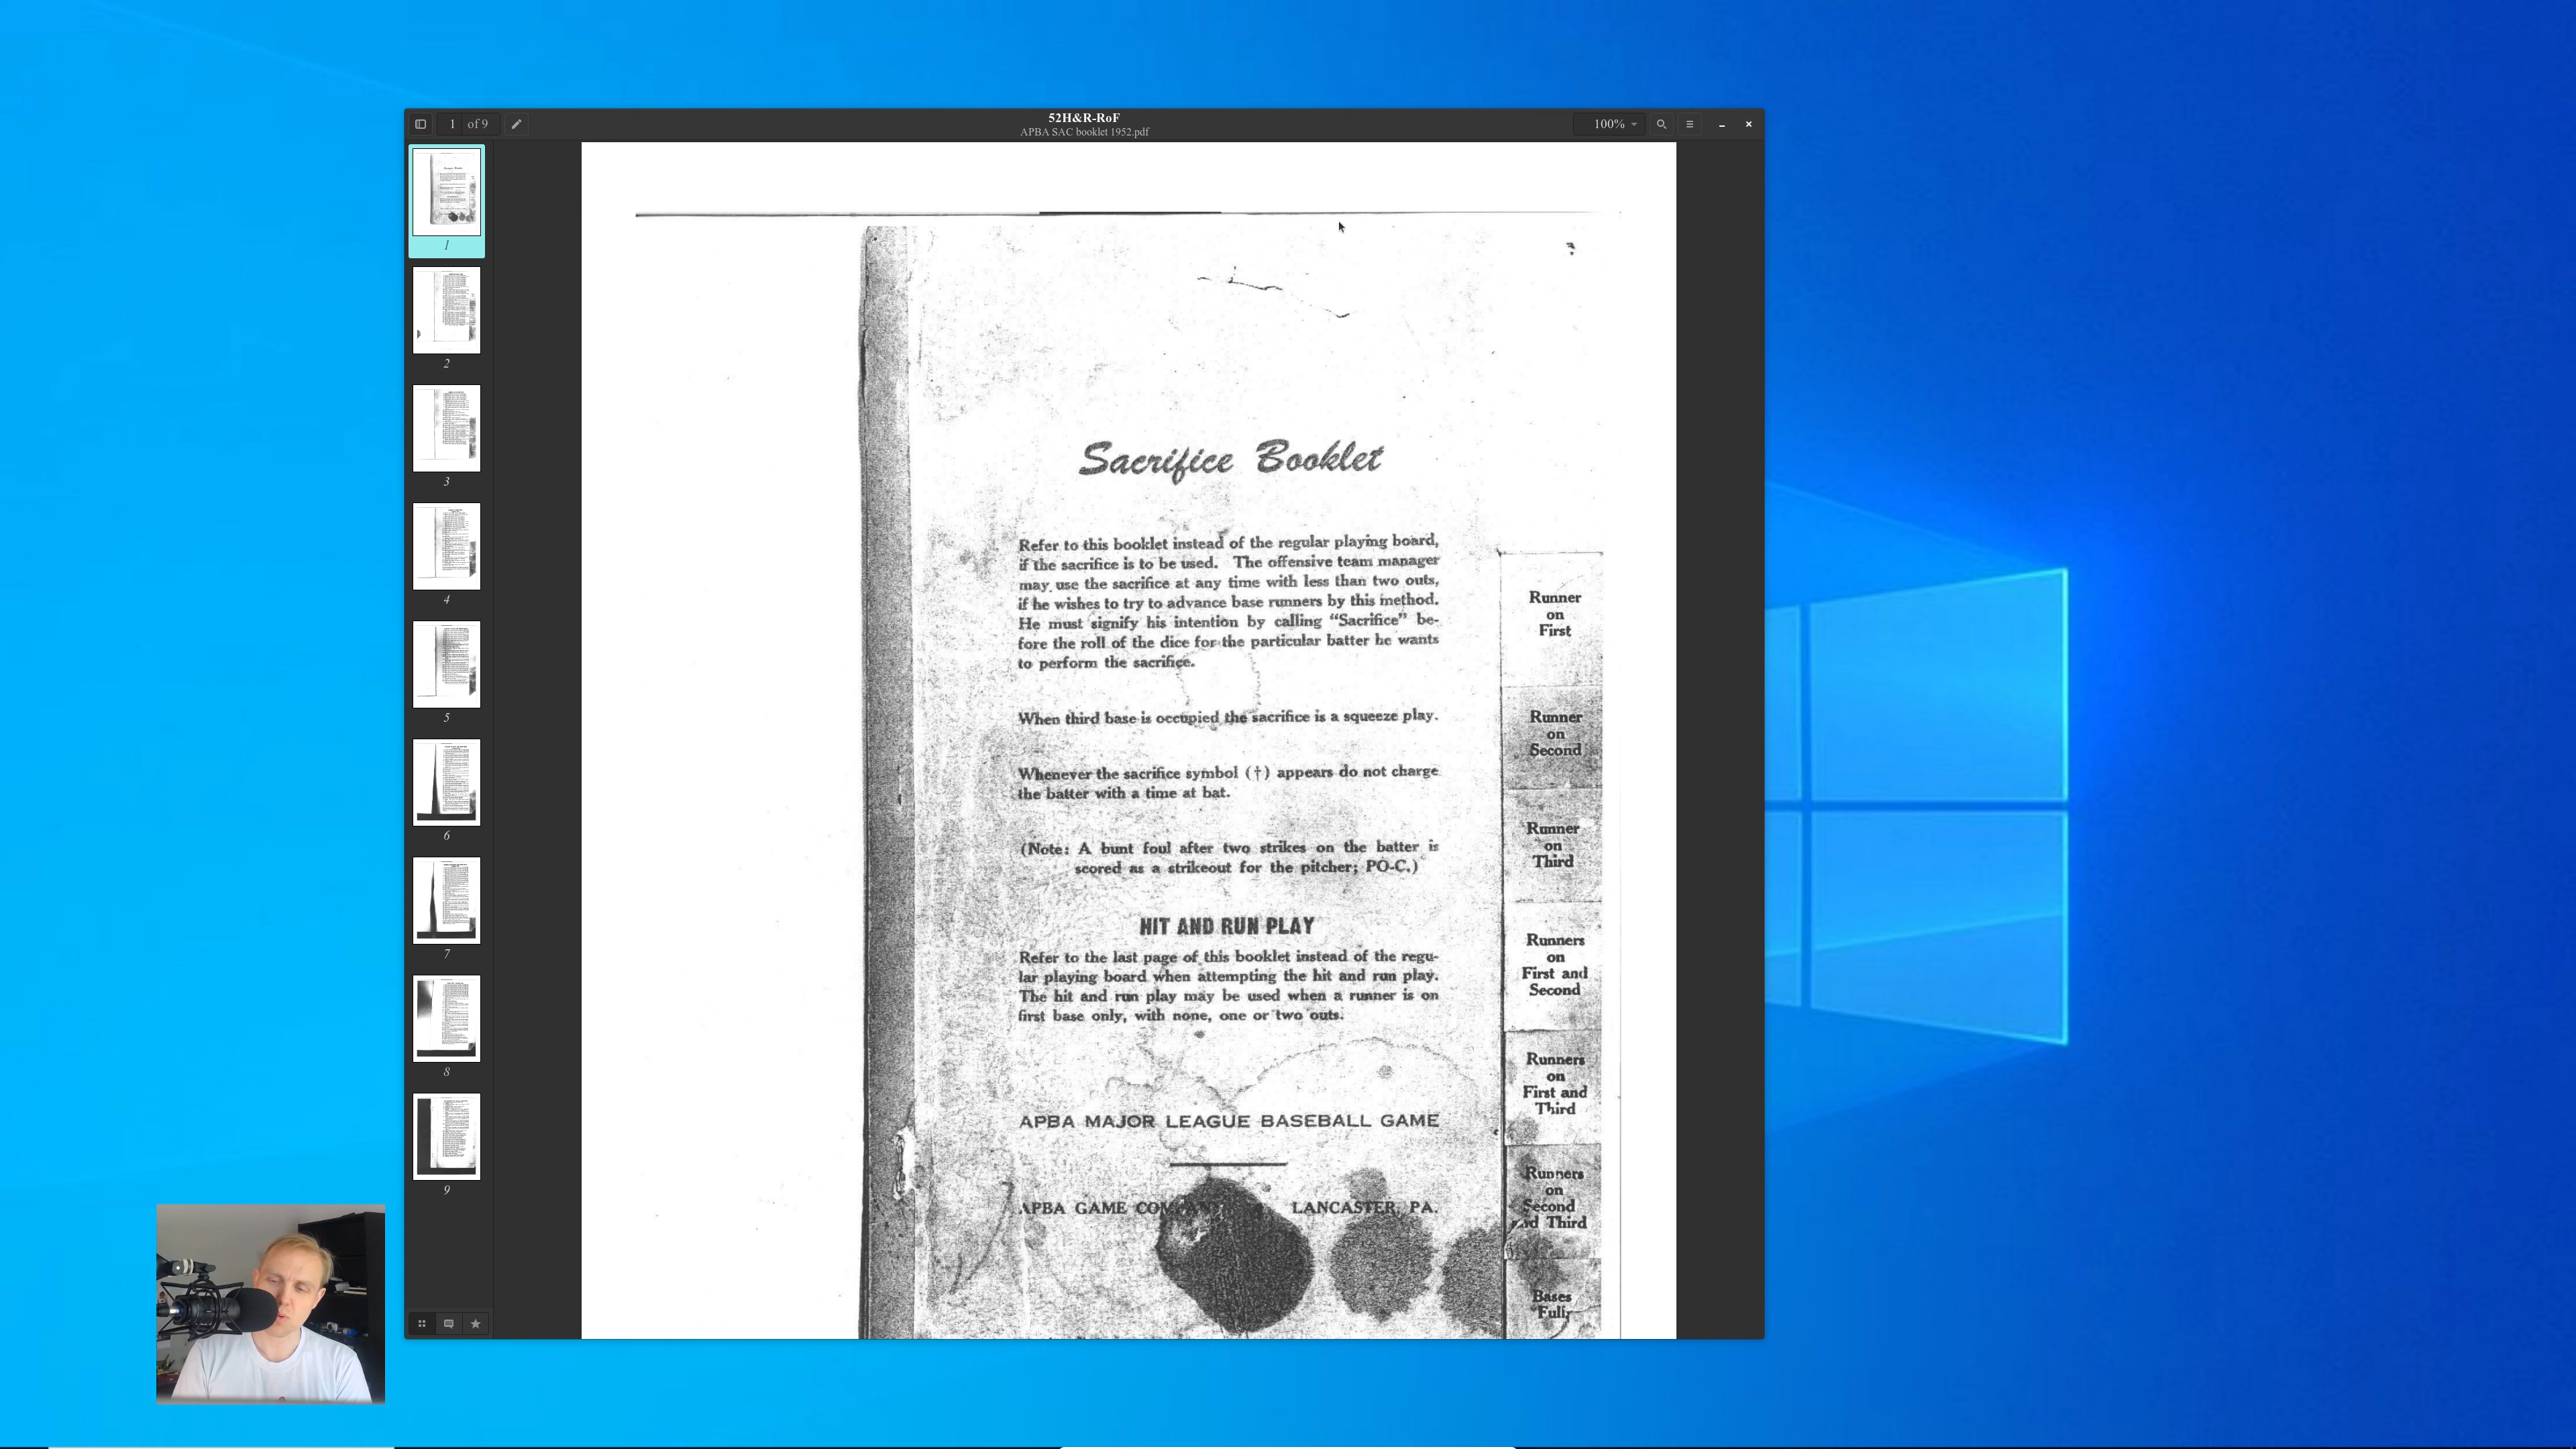 1 of 9
52H&R-RoF
APBA SAC booklet 1952.pdf
100%
1
2
3
4
5
6
7
8
9
Sacrifice Booklet
Refer to this booklet instead of the regular playing board,
if the sacrifice is to be used. The offensive team manager
may use the sacrifice at any time with less than two outs,
if he wishes to try to advance base runners by this method.
He must signify his intention by calling “Sacrifice” be-
fore the roll of the dice for the particular batter he wants
to perform the sacrifice.
When third base is occupied the sacrifice is a squeeze play.
Whenever the sacrifice symbol (†) appears do not charge
the batter with a time at bat.
(Note: A bunt foul after two strikes on the batter is
scored as a strikeout for the pitcher; PO-C.)
HIT AND RUN PLAY
Refer to the last page of this booklet instead of the regu-
lar playing board when attempting the hit and run play.
The hit and run play may be used when a runner is on
first base only, with none, one or two outs.
APBA MAJOR LEAGUE BASEBALL GAME
APBA GAME LANCASTER, PA.
Runner
on
First
Runner
on
Second
Runner
on
Third
Runners
on
First and
Second
Runners
on
First and
Third
Runners
on
Second
and Third
Bases
Full